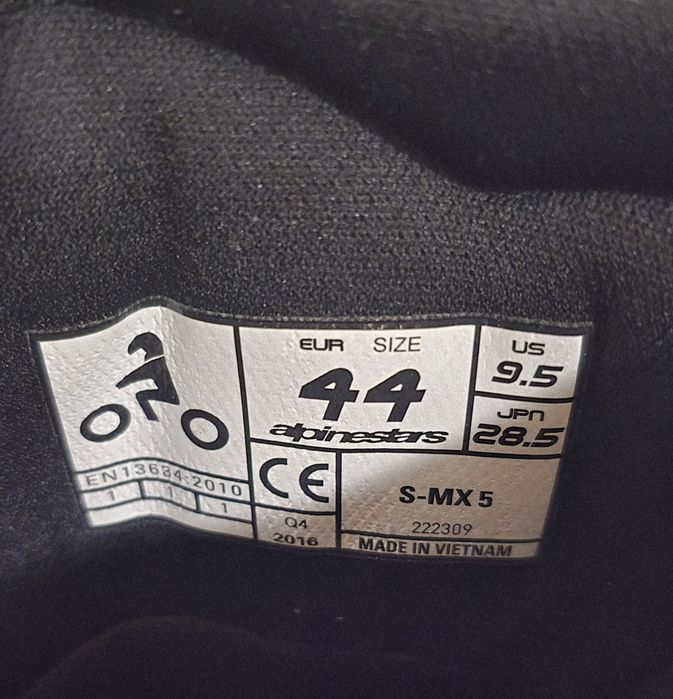 EN13634:2010
1 1 1
EUR SIZE
44
alpinestars
US
9.5
JPN
28.5
CE
Q4
2016
S-MX 5
222309
MADE IN VIETNAM